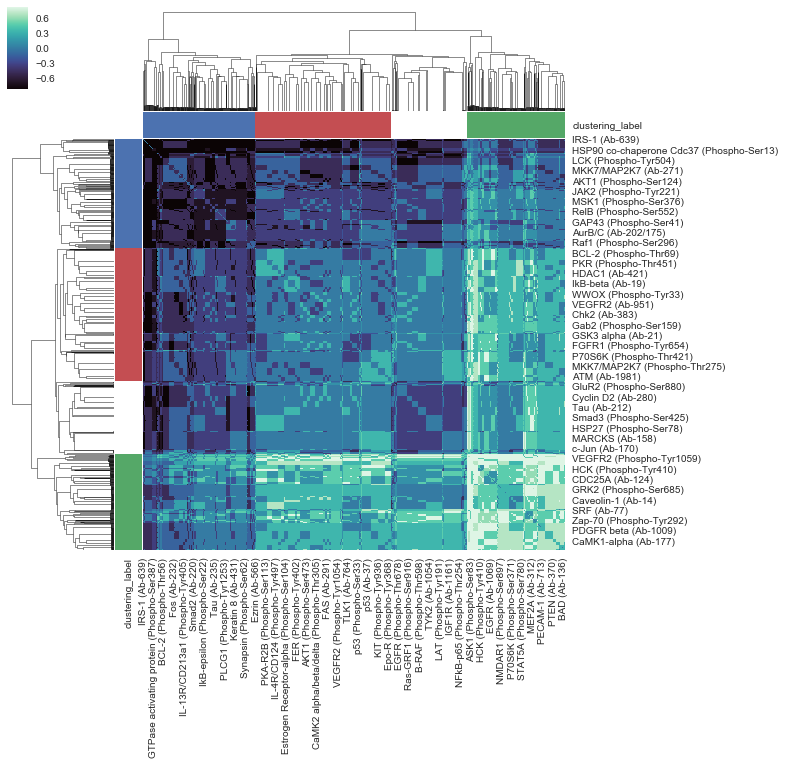 0.6
0.3
0.0
−0.3
−0.6
clustering_label
IRS-1 (Ab-639)
HSP90 co-chaperone Cdc37 (Phospho-Ser13)
LCK (Phospho-Tyr504)
MKK7/MAP2K7 (Ab-271)
AKT1 (Phospho-Ser124)
JAK2 (Phospho-Tyr221)
MSK1 (Phospho-Ser376)
RelB (Phospho-Ser552)
GAP43 (Phospho-Ser41)
AurB/C (Ab-202/175)
Raf1 (Phospho-Ser296)
BCL-2 (Phospho-Thr69)
PKR (Phospho-Thr451)
HDAC1 (Ab-421)
IkB-beta (Ab-19)
WWOX (Phospho-Tyr33)
VEGFR2 (Ab-951)
Chk2 (Ab-383)
Gab2 (Phospho-Ser159)
GSK3 alpha (Ab-21)
FGFR1 (Phospho-Tyr654)
P70S6K (Phospho-Thr421)
MKK7/MAP2K7 (Phospho-Thr275)
ATM (Ab-1981)
GluR2 (Phospho-Ser880)
Cyclin D2 (Ab-280)
Tau (Ab-212)
Smad3 (Phospho-Ser425)
HSP27 (Phospho-Ser78)
MARCKS (Ab-158)
c-Jun (Ab-170)
VEGFR2 (Phospho-Tyr1059)
HCK (Phospho-Tyr410)
CDC25A (Ab-124)
GRK2 (Phospho-Ser685)
Caveolin-1 (Ab-14)
SRF (Ab-77)
Zap-70 (Phospho-Tyr292)
PDGFR beta (Ab-1009)
CaMK1-alpha (Ab-177)
clustering_label
IRS-1 (Ab-639)
GTPase activating protein (Phospho-Ser387)
BCL-2 (Phospho-Thr56)
Fos (Ab-232)
IL-13R/CD213a1 (Phospho-Tyr405)
Smad2 (Ab-220)
IkB-epsilon (Phospho-Ser22)
Tau (Ab-235)
PLCG1 (Phospho-Tyr1253)
Keratin 8 (Ab-431)
Synapsin (Phospho-Ser62)
Ezrin (Ab-566)
PKA-R2B (Phospho-Ser113)
IL-4R/CD124 (Phospho-Tyr497)
Estrogen Receptor-alpha (Phospho-Ser104)
FER (Phospho-Tyr402)
AKT1 (Phospho-Ser473)
CaMK2 alpha/beta/delta (Phospho-Thr305)
FAS (Ab-291)
VEGFR2 (Phospho-Tyr1054)
TLK1 (Ab-764)
p53 (Phospho-Ser33)
p53 (Ab-37)
KIT (Phospho-Tyr936)
Epo-R (Phospho-Tyr368)
EGFR (Phospho-Thr678)
Ras-GRF1 (Phospho-Ser916)
B-RAF (Phospho-Thr598)
TYK2 (Ab-1054)
LAT (Phospho-Tyr191)
IGF1R (Ab-1161)
NFkB-p65 (Phospho-Thr254)
ASK1 (Phospho-Ser83)
HCK (Phospho-Tyr410)
EGFR (Ab-1069)
NMDAR1 (Phospho-Ser897)
P70S6K (Phospho-Ser371)
STAT5A (Phospho-Ser780)
MEF2A (Ab-312)
PECAM-1 (Ab-713)
PTEN (Ab-370)
BAD (Ab-136)